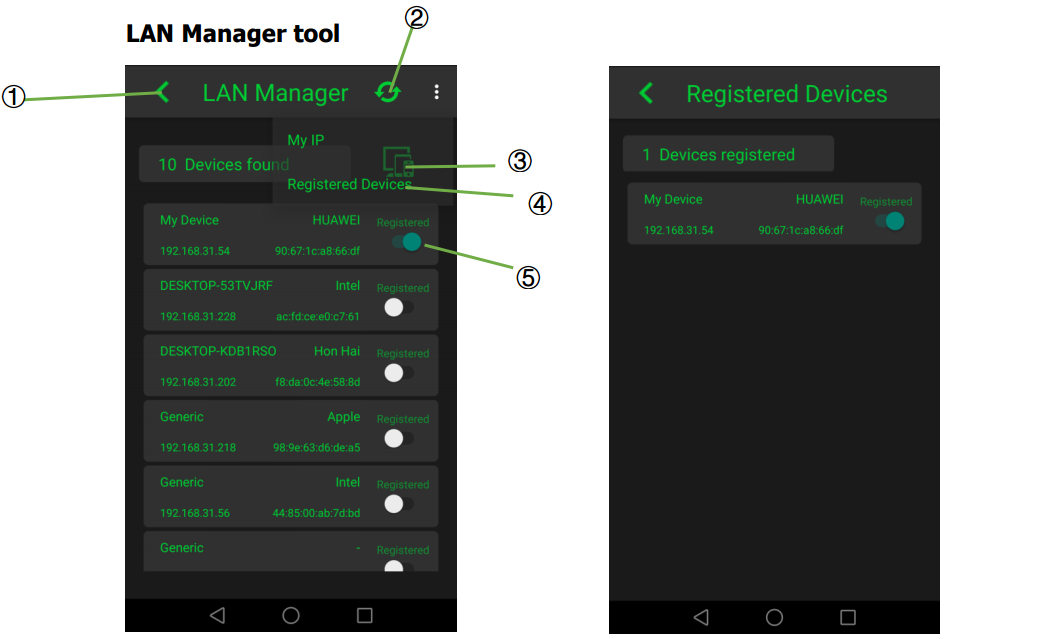 ②
LAN Manager tool
①
LAN Manager
My IP
10 Devices found
③
Registered Devices
④
My Device HUAWEI Registered
192.168.31.54 90:67:1c:a8:66:df
⑤
DESKTOP-53TVJRF Intel Registered
192.168.31.228 ac:fd:ce:e0:c7:61
DESKTOP-KDB1RSO Hon Hai Registered
192.168.31.202 f8:da:0c:4e:58:8d
Generic Apple Registered
192.168.31.218 98:9e:63:d6:de:a5
Generic Intel Registered
192.168.31.56 44:85:00:ab:7d:bd
Generic - Registered
Registered Devices
1 Devices registered
My Device HUAWEI Registered
192.168.31.54 90:67:1c:a8:66:df